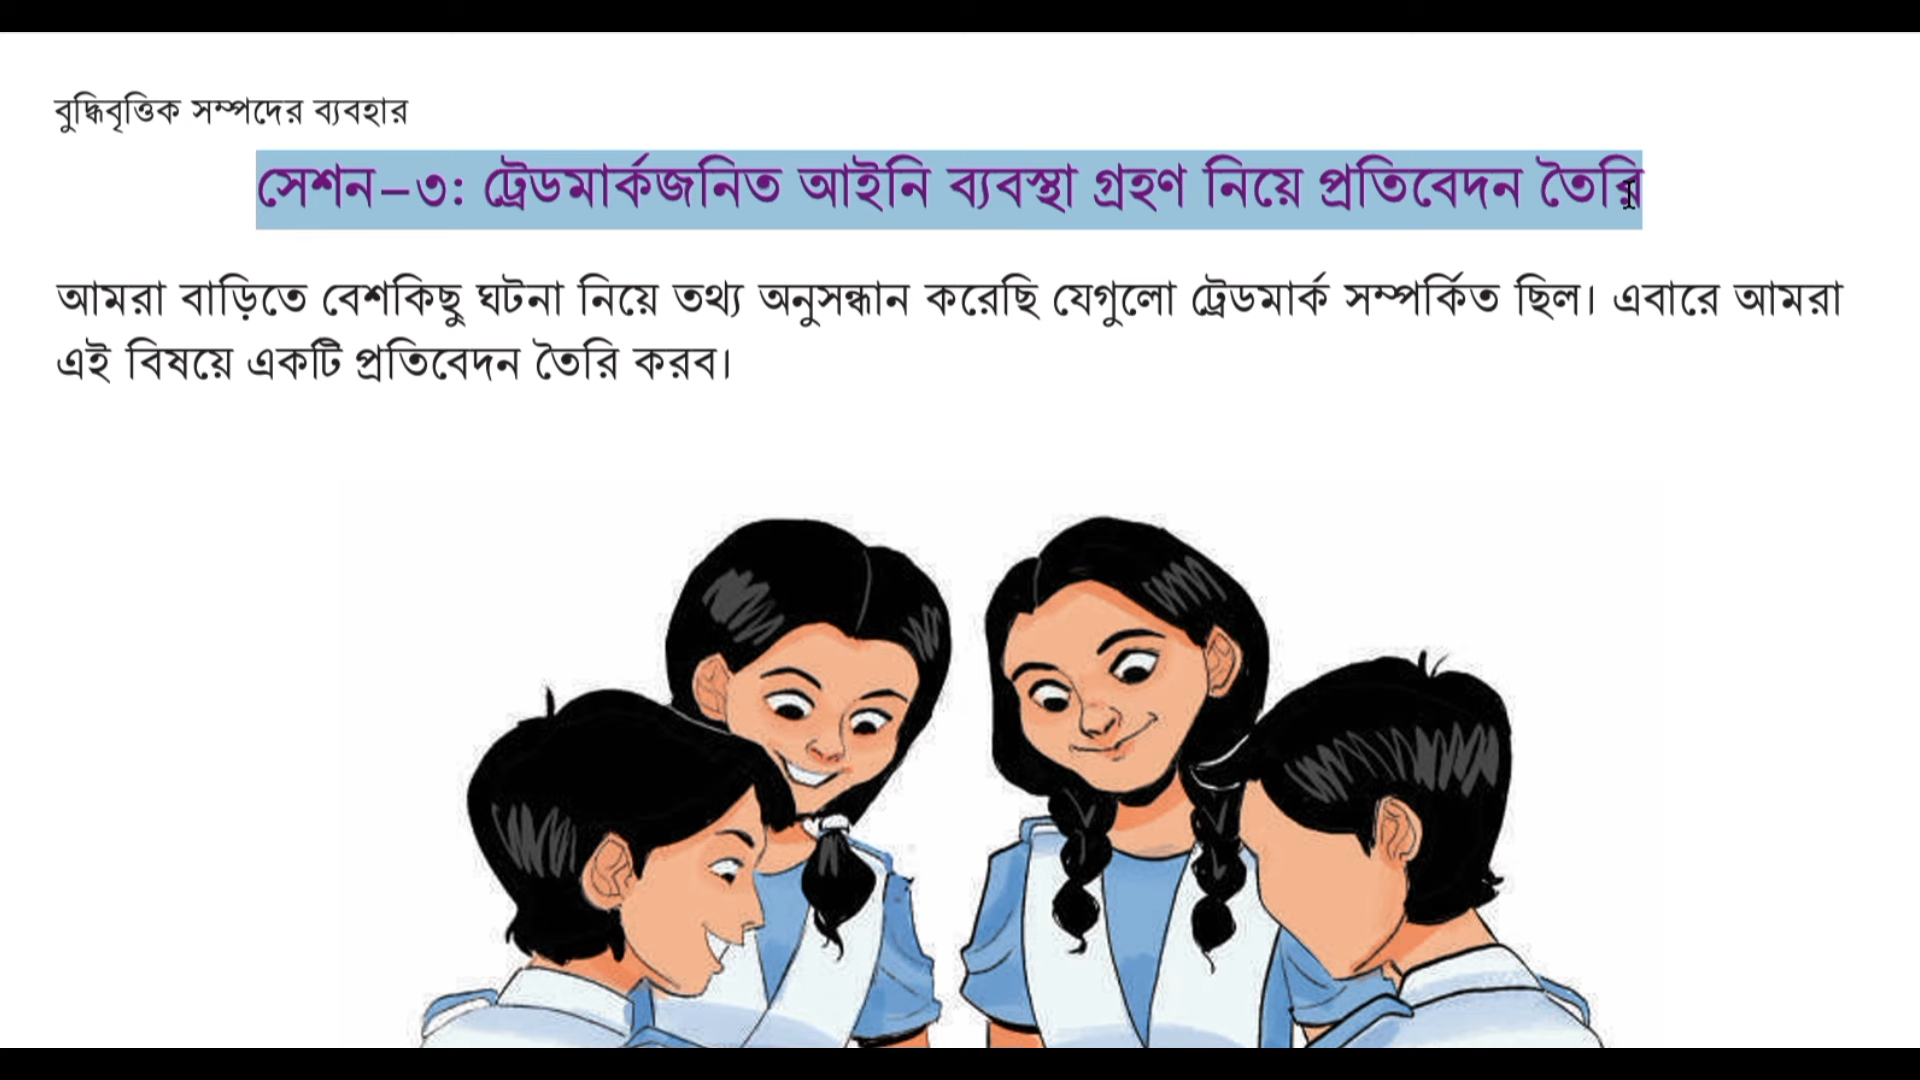 বুদ্ধিবৃত্তিক সম্পদের ব্যবহার
সেশন–৩: ট্রেডমার্কজনিত আইনি ব্যবস্থা গ্রহণ নিয়ে প্রতিবেদন তৈরি
আমরা বাড়িতে বেশকিছু ঘটনা নিয়ে তথ্য অনুসন্ধান করেছি যেগুলো ট্রেডমার্ক সম্পর্কিত ছিল। এবারে আমরা
এই বিষয়ে একটি প্রতিবেদন তৈরি করব।